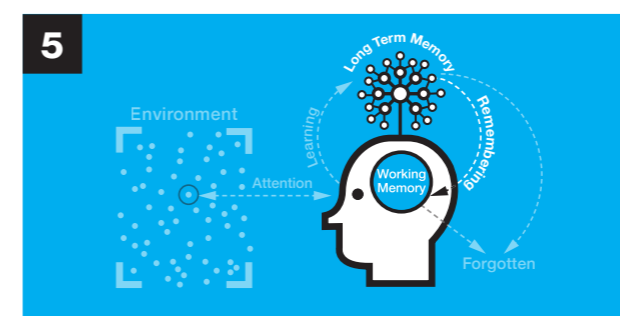 5
Long Term Memory
Environment
Learning
Remembering
Attention
Working
Memory
Forgotten